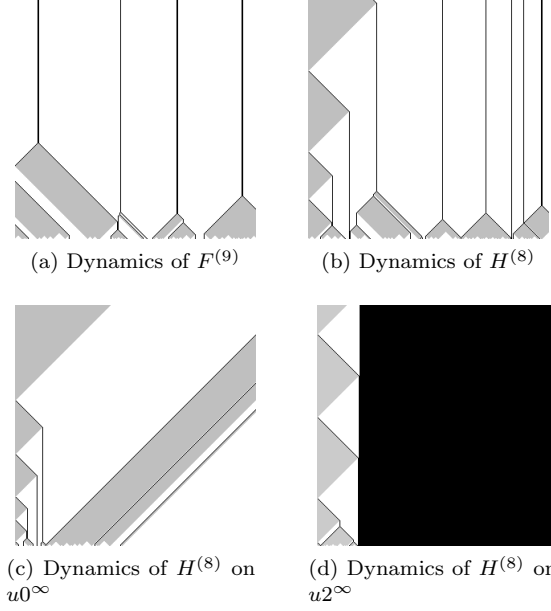 (a) Dynamics of F^(9)
(b) Dynamics of H^(8)
(c) Dynamics of H^(8) on
u0^∞
(d) Dynamics of H^(8) on
u2^∞